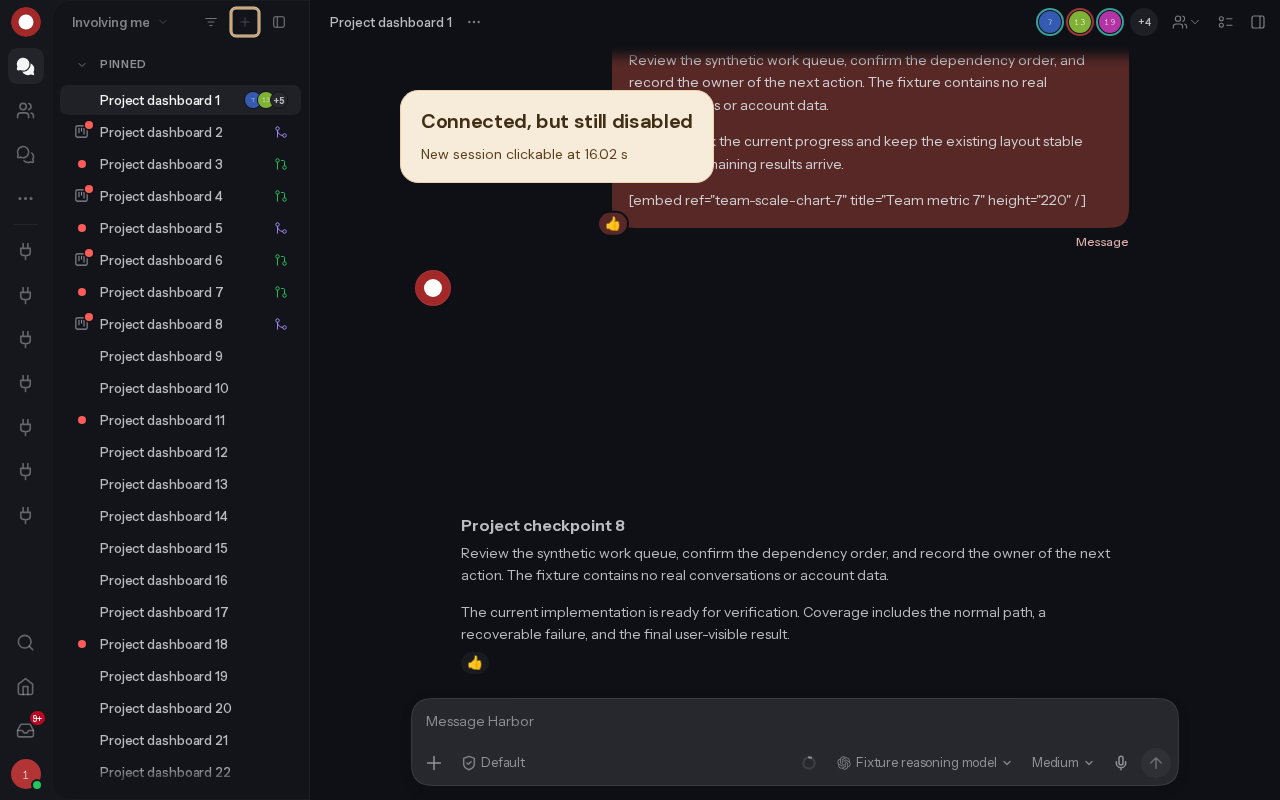 Involving me
Project dashboard 1
7
13
19
+4
PINNED
Project dashboard 1
7
13
+5
Project dashboard 2
Project dashboard 3
Project dashboard 4
Project dashboard 5
Project dashboard 6
Project dashboard 7
Project dashboard 8
Project dashboard 9
Project dashboard 10
Project dashboard 11
Project dashboard 12
Project dashboard 13
Project dashboard 14
Project dashboard 15
Project dashboard 16
Project dashboard 17
Project dashboard 18
Project dashboard 19
Project dashboard 20
Project dashboard 21
Project dashboard 22
9+
1
Review the synthetic work queue, confirm the dependency order, and
record the owner of the next action. The fixture contains no real
or account data.
the current progress and keep the existing layout stable
results arrive.
[embed ref="team-scale-chart-7" title="Team metric 7" height="220" /]
👍
Message
Connected, but still disabled
New session clickable at 16.02 s
Project checkpoint 8
Review the synthetic work queue, confirm the dependency order, and record the owner of the next
action. The fixture contains no real conversations or account data.
The current implementation is ready for verification. Coverage includes the normal path, a
recoverable failure, and the final user-visible result.
👍
Message Harbor
Default
Fixture reasoning model
Medium